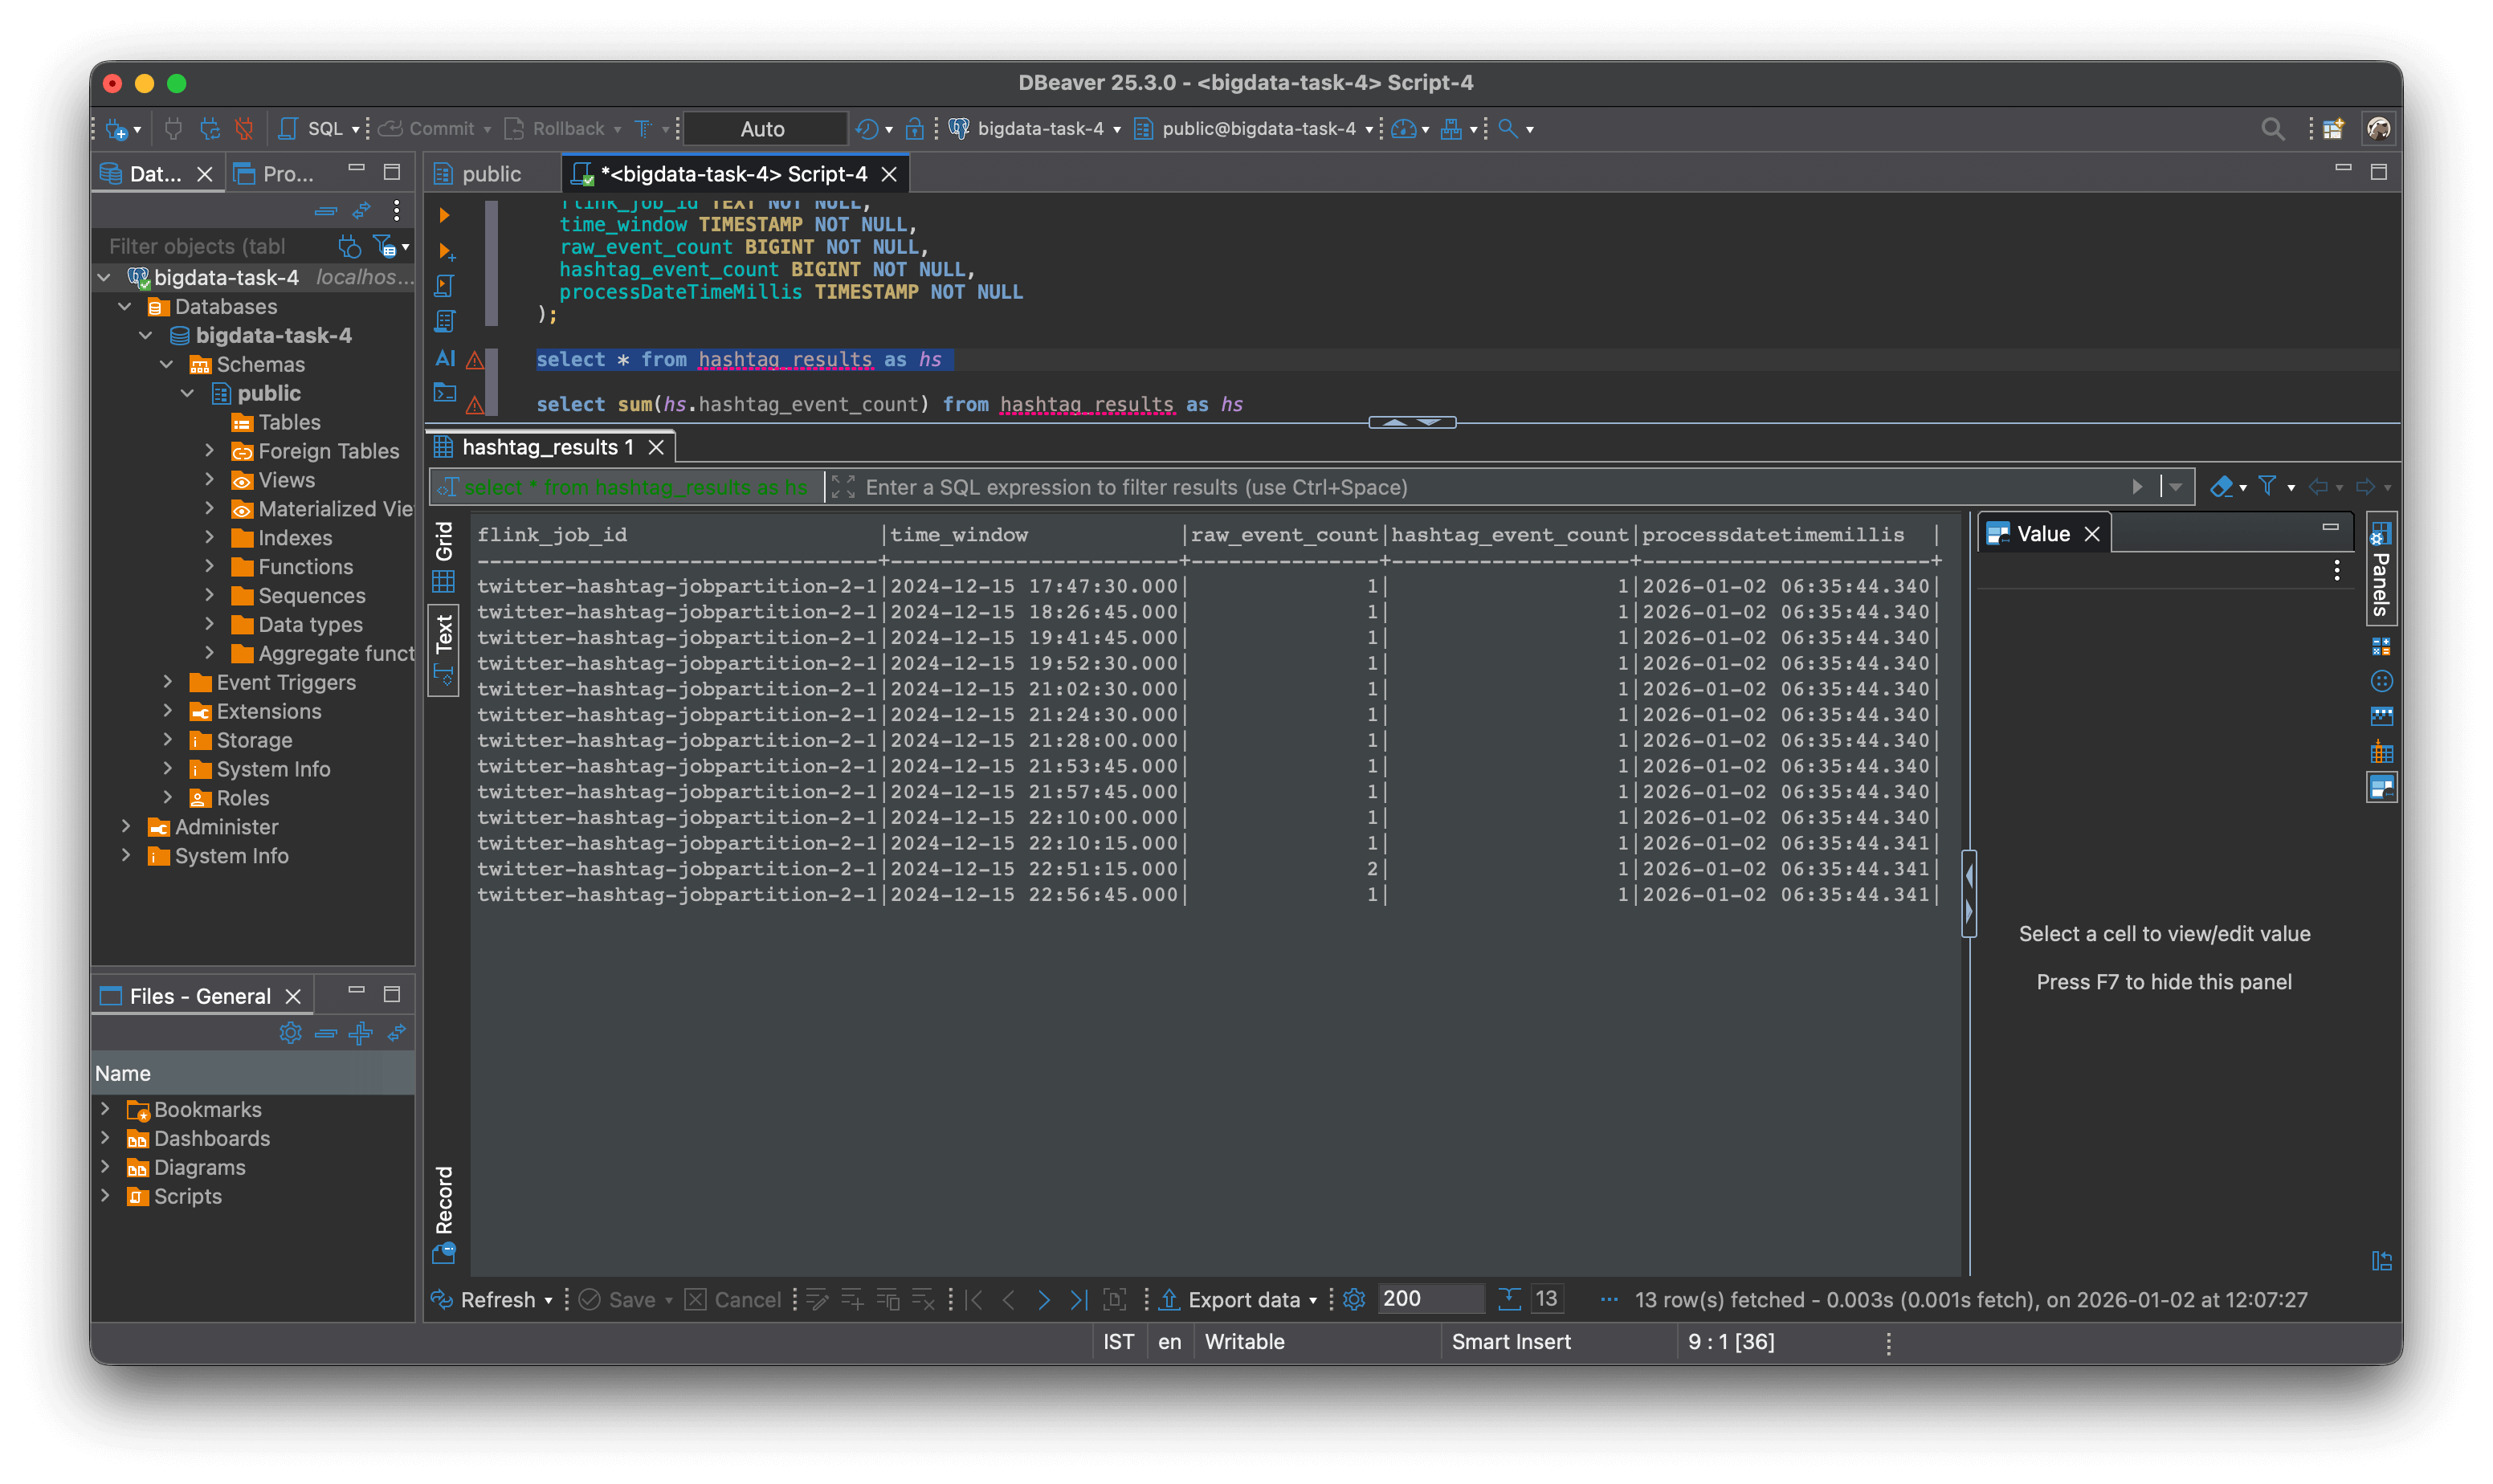 DBeaver 25.3.0 - <bigdata-task-4> Script-4
SQL Commit Rollback Auto bigdata-task-4 public@bigdata-task-4
Dat... Pro...
Filter objects (tabl
bigdata-task-4 localhos...
Databases
bigdata-task-4
Schemas
public
Tables
Foreign Tables
Views
Materialized Vie
Indexes
Functions
Sequences
Data types
Aggregate funct
Event Triggers
Extensions
Storage
System Info
Roles
Administer
System Info
Files - General
Name
Bookmarks
Dashboards
Diagrams
Scripts
public *<bigdata-task-4> Script-4
flink_job_id TEXT NOT NULL,
time_window TIMESTAMP NOT NULL,
raw_event_count BIGINT NOT NULL,
hashtag_event_count BIGINT NOT NULL,
processDateTimeMillis TIMESTAMP NOT NULL
);
AI
select * from hashtag_results as hs
select sum(hs.hashtag_event_count) from hashtag_results as hs
hashtag_results 1
select * from hashtag_results as hs Enter a SQL expression to filter results (use Ctrl+Space)
Grid
Text
Record
flink_job_id |time_window |raw_event_count|hashtag_event_count|processdatetimemillis |
--------------------------------+-----------------------+---------------+-------------------+-----------------------+
twitter-hashtag-jobpartition-2-1|2024-12-15 17:47:30.000| 1| 1|2026-01-02 06:35:44.340|
twitter-hashtag-jobpartition-2-1|2024-12-15 18:26:45.000| 1| 1|2026-01-02 06:35:44.340|
twitter-hashtag-jobpartition-2-1|2024-12-15 19:41:45.000| 1| 1|2026-01-02 06:35:44.340|
twitter-hashtag-jobpartition-2-1|2024-12-15 19:52:30.000| 1| 1|2026-01-02 06:35:44.340|
twitter-hashtag-jobpartition-2-1|2024-12-15 21:02:30.000| 1| 1|2026-01-02 06:35:44.340|
twitter-hashtag-jobpartition-2-1|2024-12-15 21:24:30.000| 1| 1|2026-01-02 06:35:44.340|
twitter-hashtag-jobpartition-2-1|2024-12-15 21:28:00.000| 1| 1|2026-01-02 06:35:44.340|
twitter-hashtag-jobpartition-2-1|2024-12-15 21:53:45.000| 1| 1|2026-01-02 06:35:44.340|
twitter-hashtag-jobpartition-2-1|2024-12-15 21:57:45.000| 1| 1|2026-01-02 06:35:44.340|
twitter-hashtag-jobpartition-2-1|2024-12-15 22:10:00.000| 1| 1|2026-01-02 06:35:44.340|
twitter-hashtag-jobpartition-2-1|2024-12-15 22:10:15.000| 1| 1|2026-01-02 06:35:44.341|
twitter-hashtag-jobpartition-2-1|2024-12-15 22:51:15.000| 2| 1|2026-01-02 06:35:44.341|
twitter-hashtag-jobpartition-2-1|2024-12-15 22:56:45.000| 1| 1|2026-01-02 06:35:44.341|
Value
Select a cell to view/edit value
Press F7 to hide this panel
Panels
Refresh Save Cancel Export data 200 13 ... 13 row(s) fetched - 0.003s (0.001s fetch), on 2026-01-02 at 12:07:27
IST en Writable Smart Insert 9 : 1 [36]